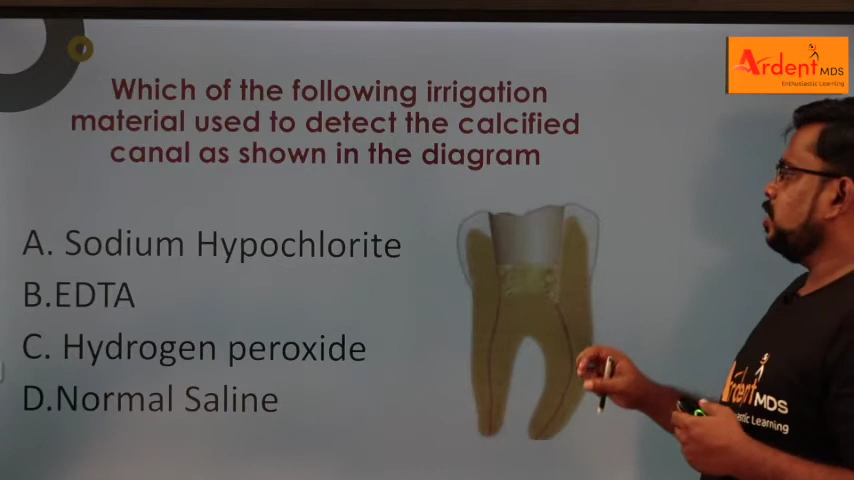 Ardent MDS
Enthusiastic Learning
Which of the following irrigation
material used to detect the calcified
canal as shown in the diagram
A. Sodium Hypochlorite
B.EDTA
C. Hydrogen peroxide
D.Normal Saline
Ardent
MDS
Learning